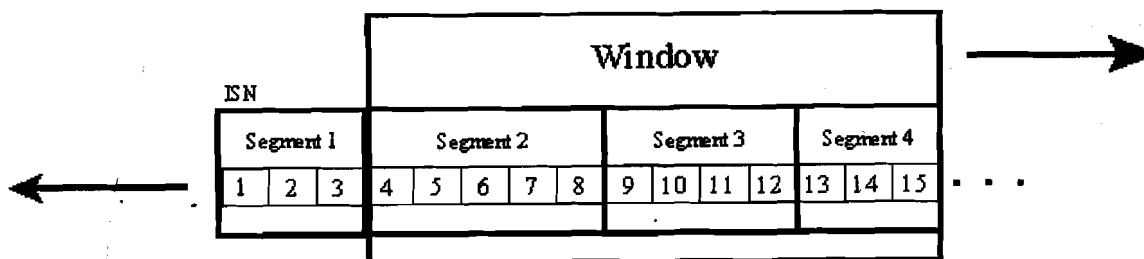 Window
ISN
Segment 1 Segment 2 Segment 3 Segment 4
1 2 3 4 5 6 7 8 9 10 11 12 13 14 15 . . .